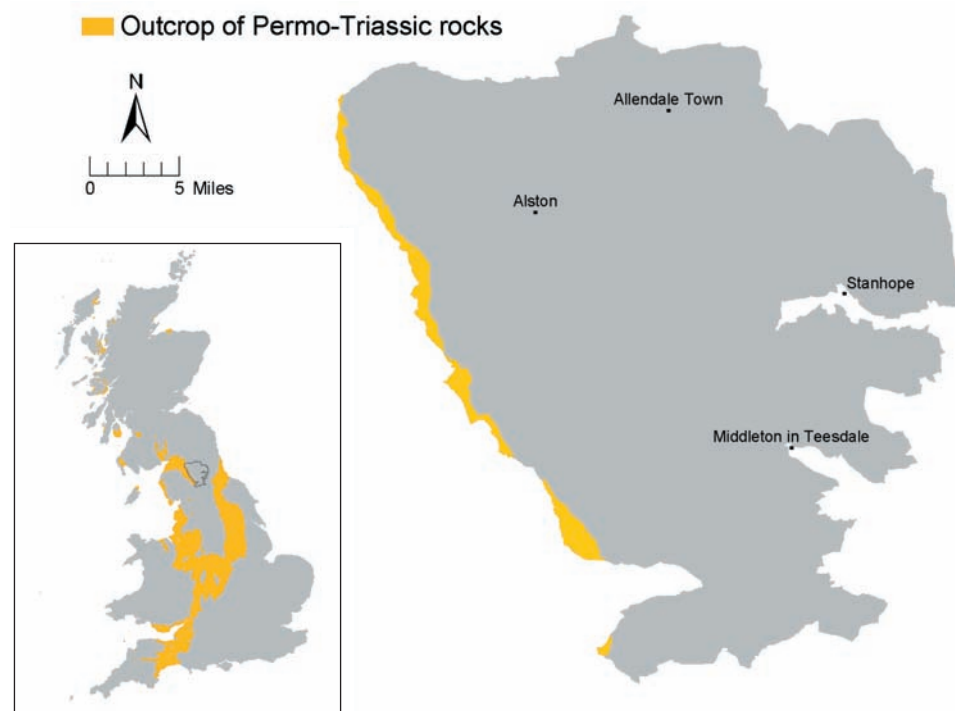 Outcrop of Permo-Triassic rocks
N
0 5 Miles
Allendale Town
Alston
Stanhope
Middleton in Teesdale